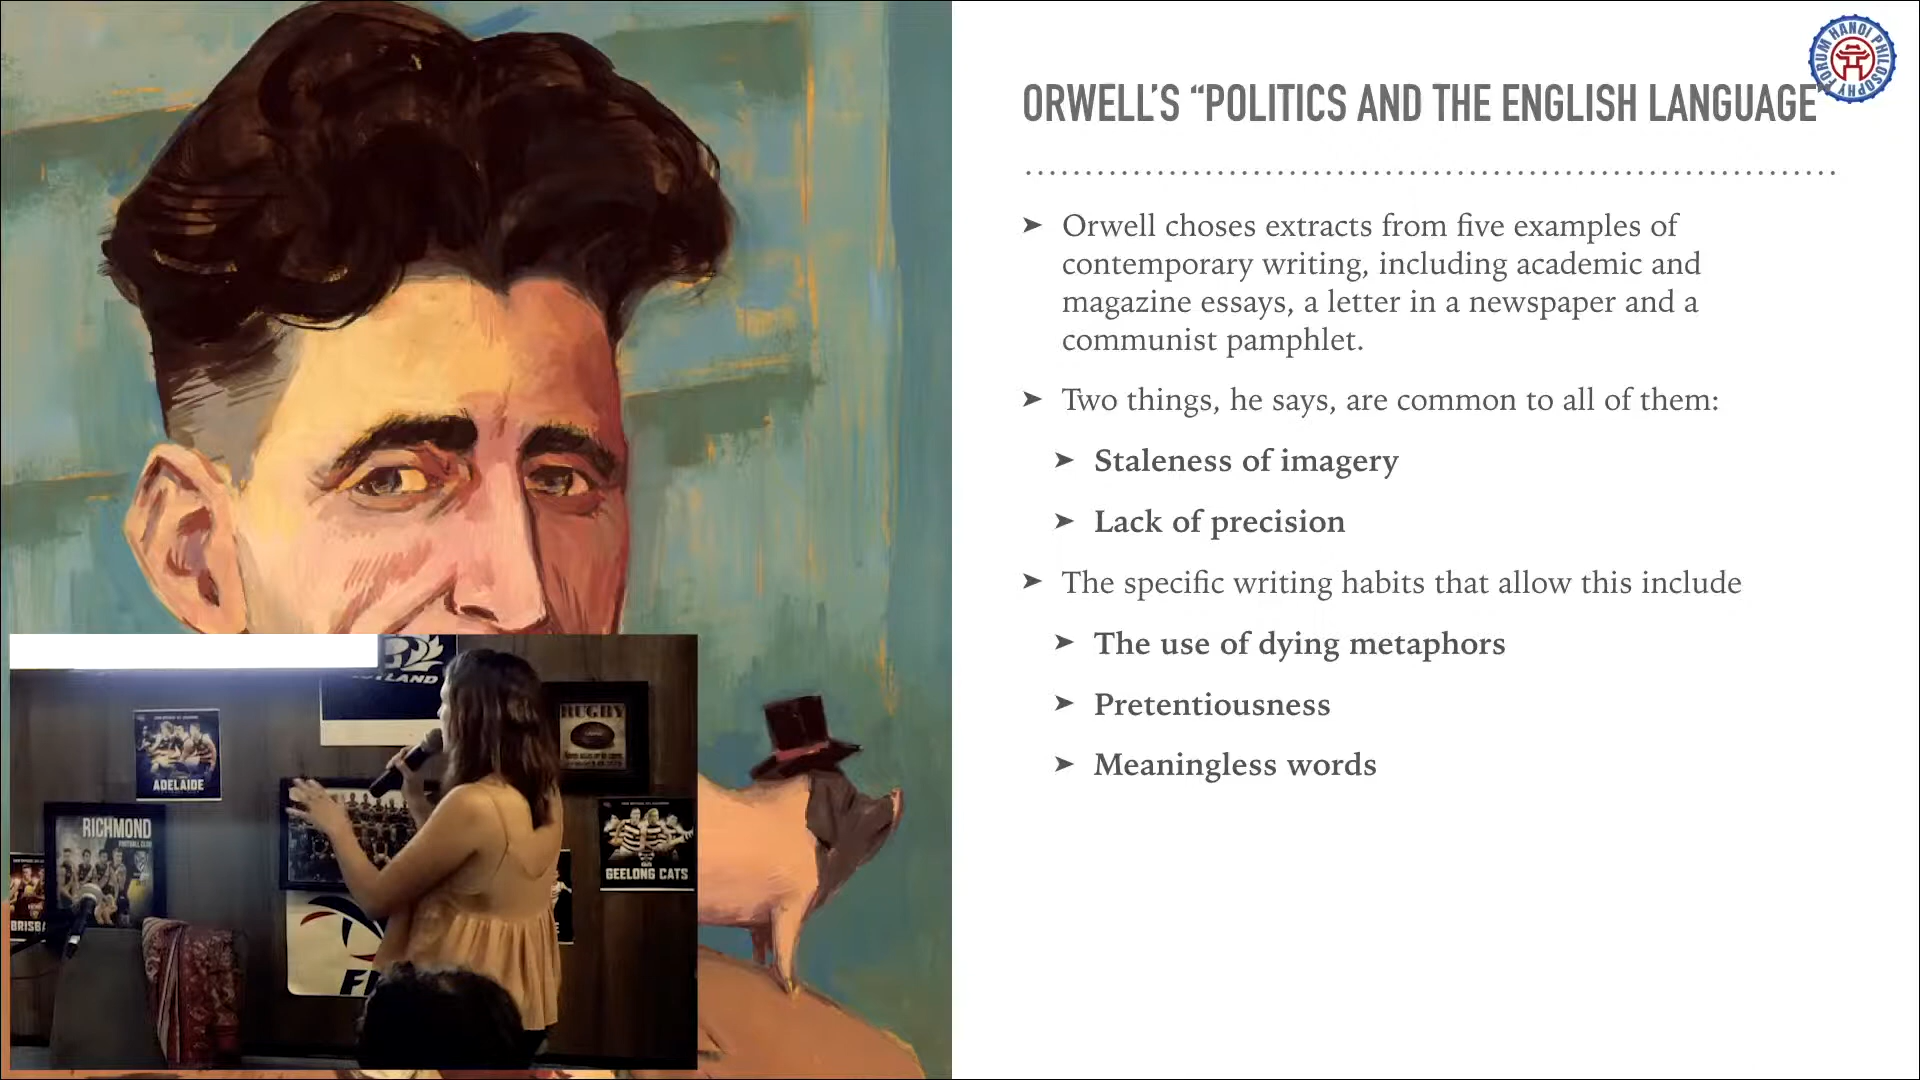 FORUM HANOI PHILOSOPHY
ORWELL'S “POLITICS AND THE ENGLISH LANGUAGE”
➤ Orwell choses extracts from five examples of
contemporary writing, including academic and
magazine essays, a letter in a newspaper and a
communist pamphlet.
➤ Two things, he says, are common to all of them:
➤ Staleness of imagery
➤ Lack of precision
➤ The specific writing habits that allow this include
➤ The use of dying metaphors
➤ Pretentiousness
➤ Meaningless words
RUGBY
ADELAIDE
RICHMOND
FOOTBALL CLUB
GEELONG CATS